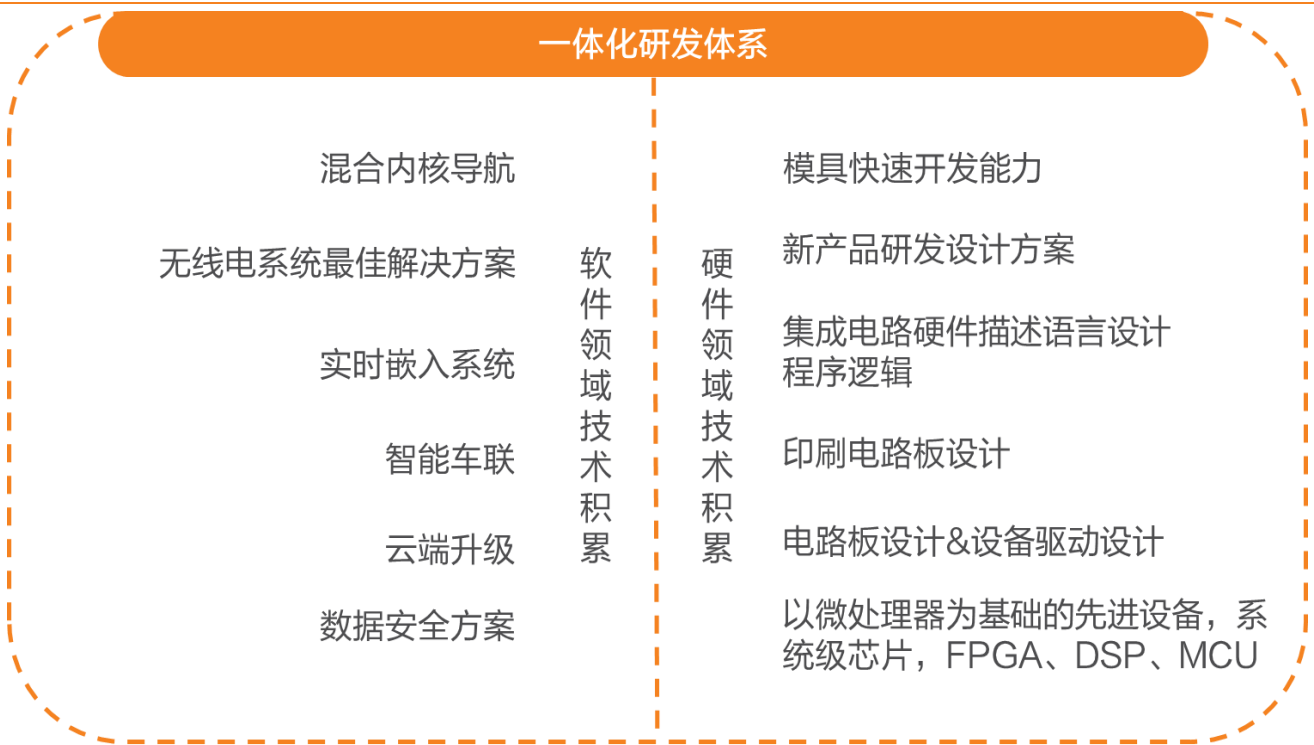 一体化研发体系
混合内核导航
无线电系统最佳解决方案
实时嵌入系统
智能车联
云端升级
数据安全方案
软件领域技术积累
硬件领域技术积累
模具快速开发能力
新产品研发设计方案
集成电路硬件描述语言设计
程序逻辑
印刷电路板设计
电路板设计&设备驱动设计
以微处理器为基础的先进设备，系
统级芯片，FPGA、DSP、MCU